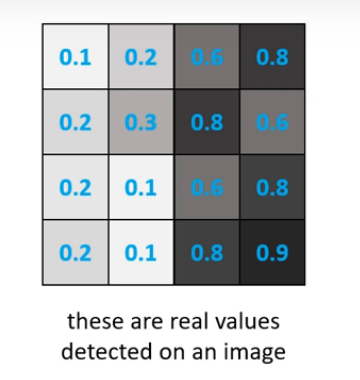 0.1 0.2 0.6 0.8
0.2 0.3 0.8 0.6
0.2 0.1 0.6 0.8
0.2 0.1 0.8 0.9
these are real values
detected on an image